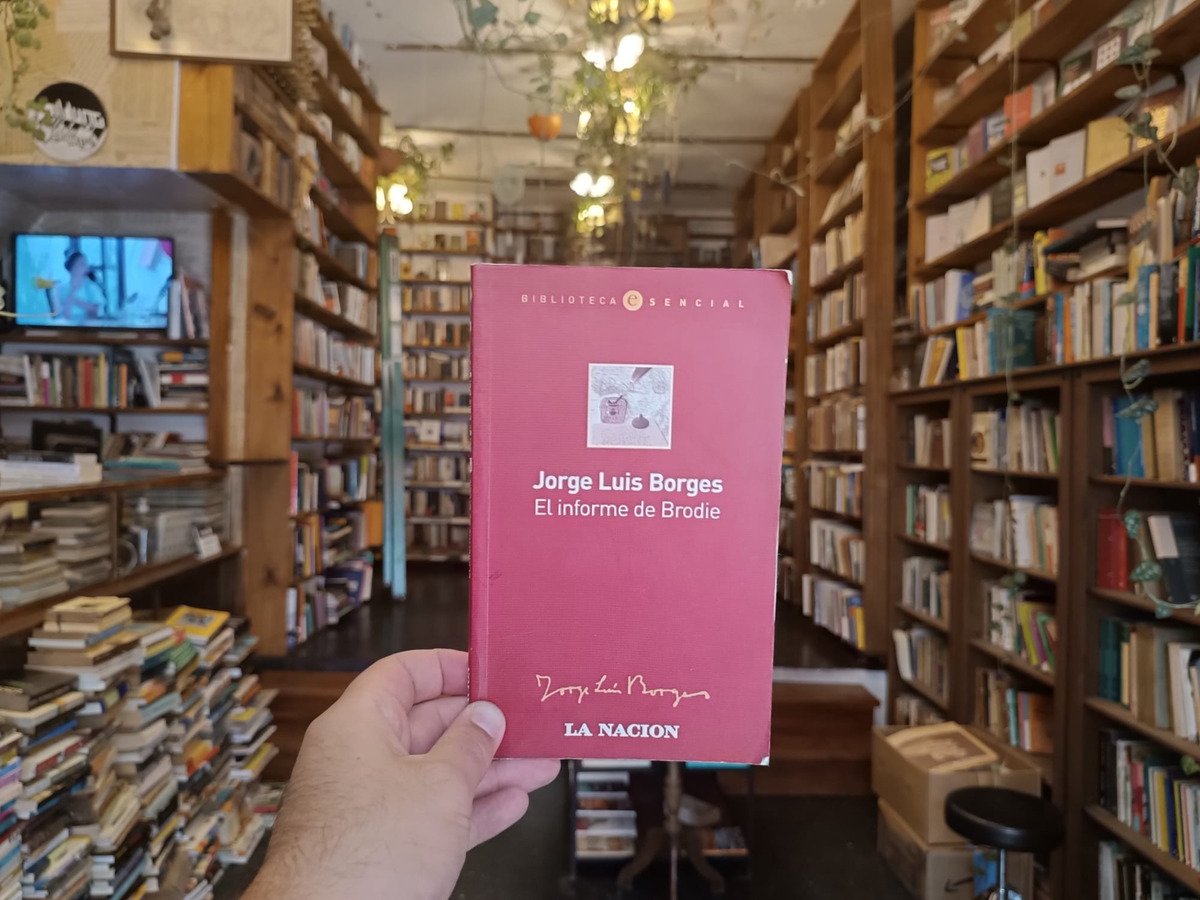 BIBLIOTECA eSENCIAL
Jorge Luis Borges
El informe de Brodie
Jorge Luis Borges
LA NACION